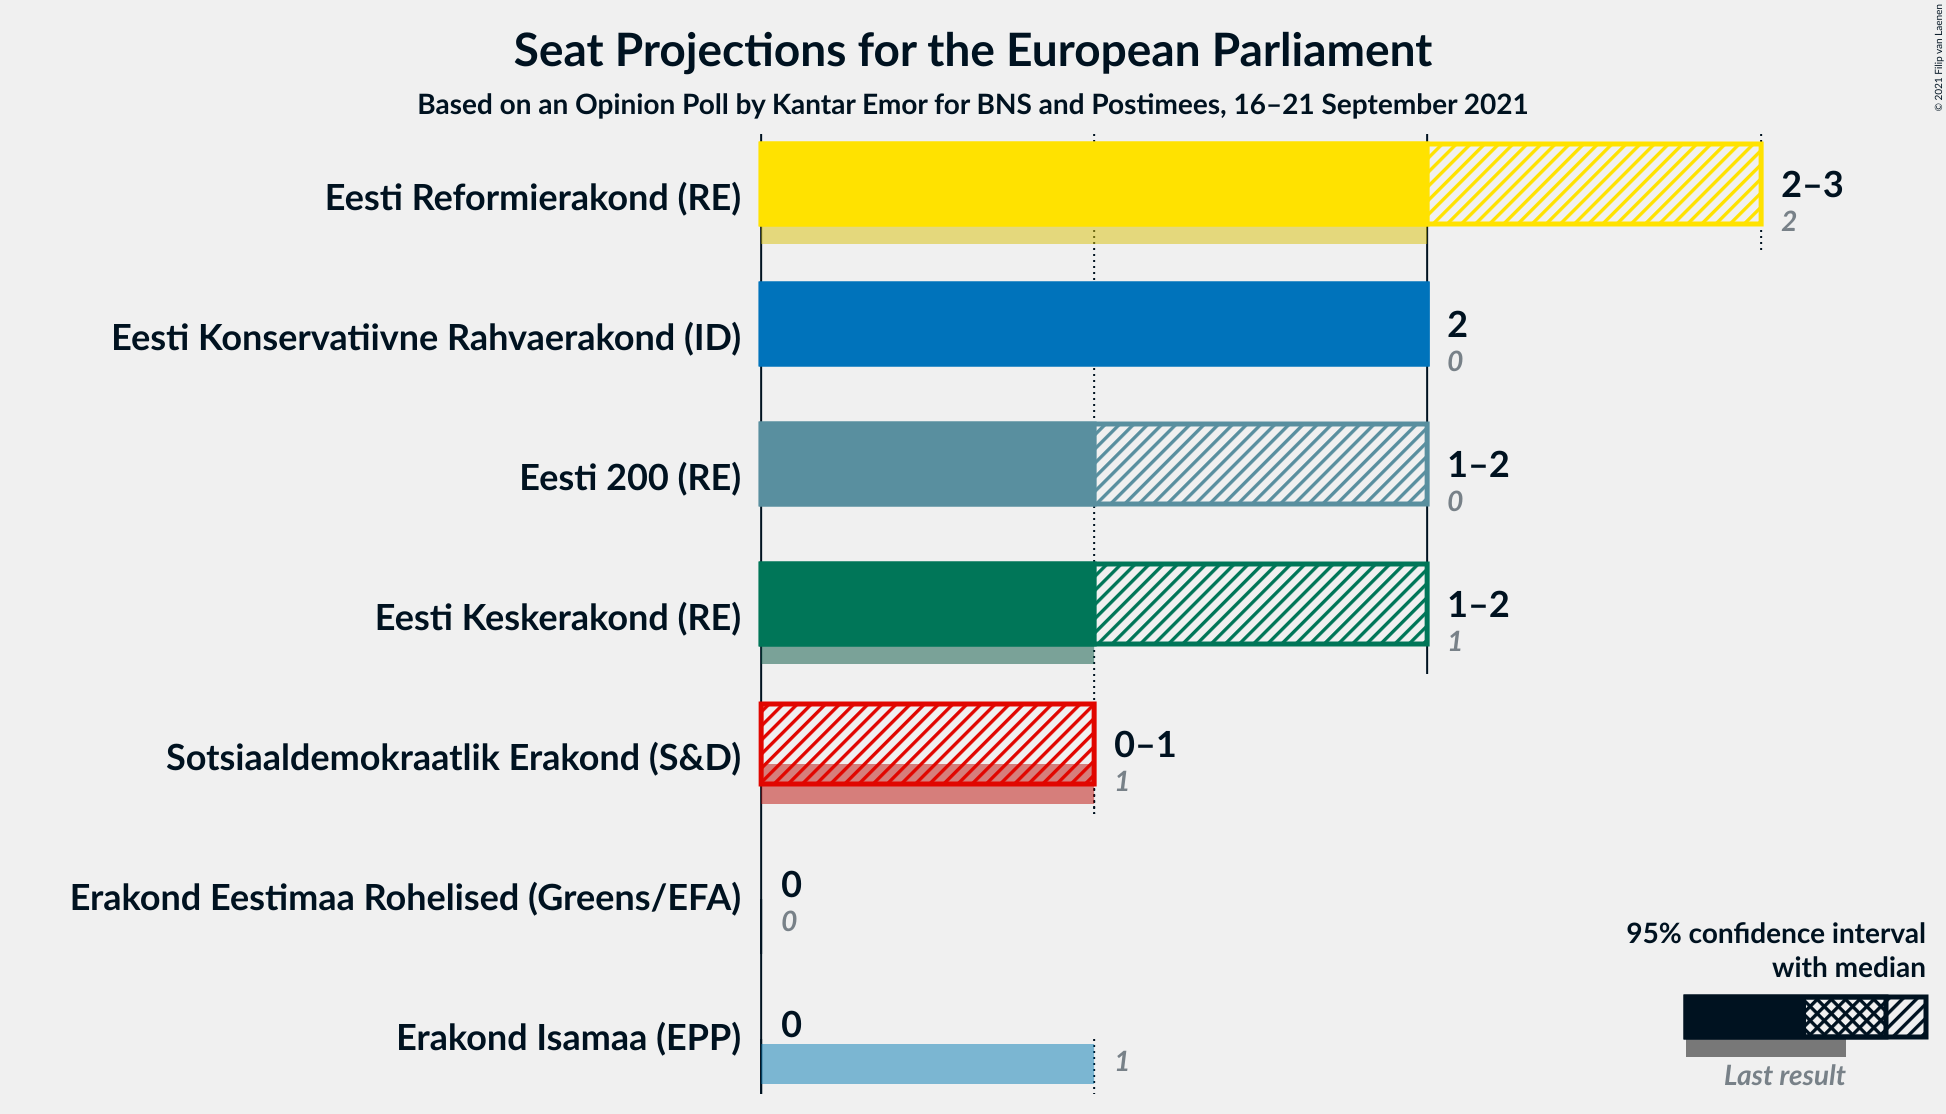 Seat Projections for the European Parliament
Based on an Opinion Poll by Kantar Emor for BNS and Postimees, 16–21 September 2021
© 2021 Filip van Laenen
Eesti Reformierakond (RE)
2–3
2
Eesti Konservatiivne Rahvaerakond (ID)
2
0
Eesti 200 (RE)
1–2
0
Eesti Keskerakond (RE)
1–2
1
Sotsiaaldemokraatlik Erakond (S&D)
0–1
1
Erakond Eestimaa Rohelised (Greens/EFA)
0
0
Erakond Isamaa (EPP)
0
1
95% confidence interval
with median
Last result